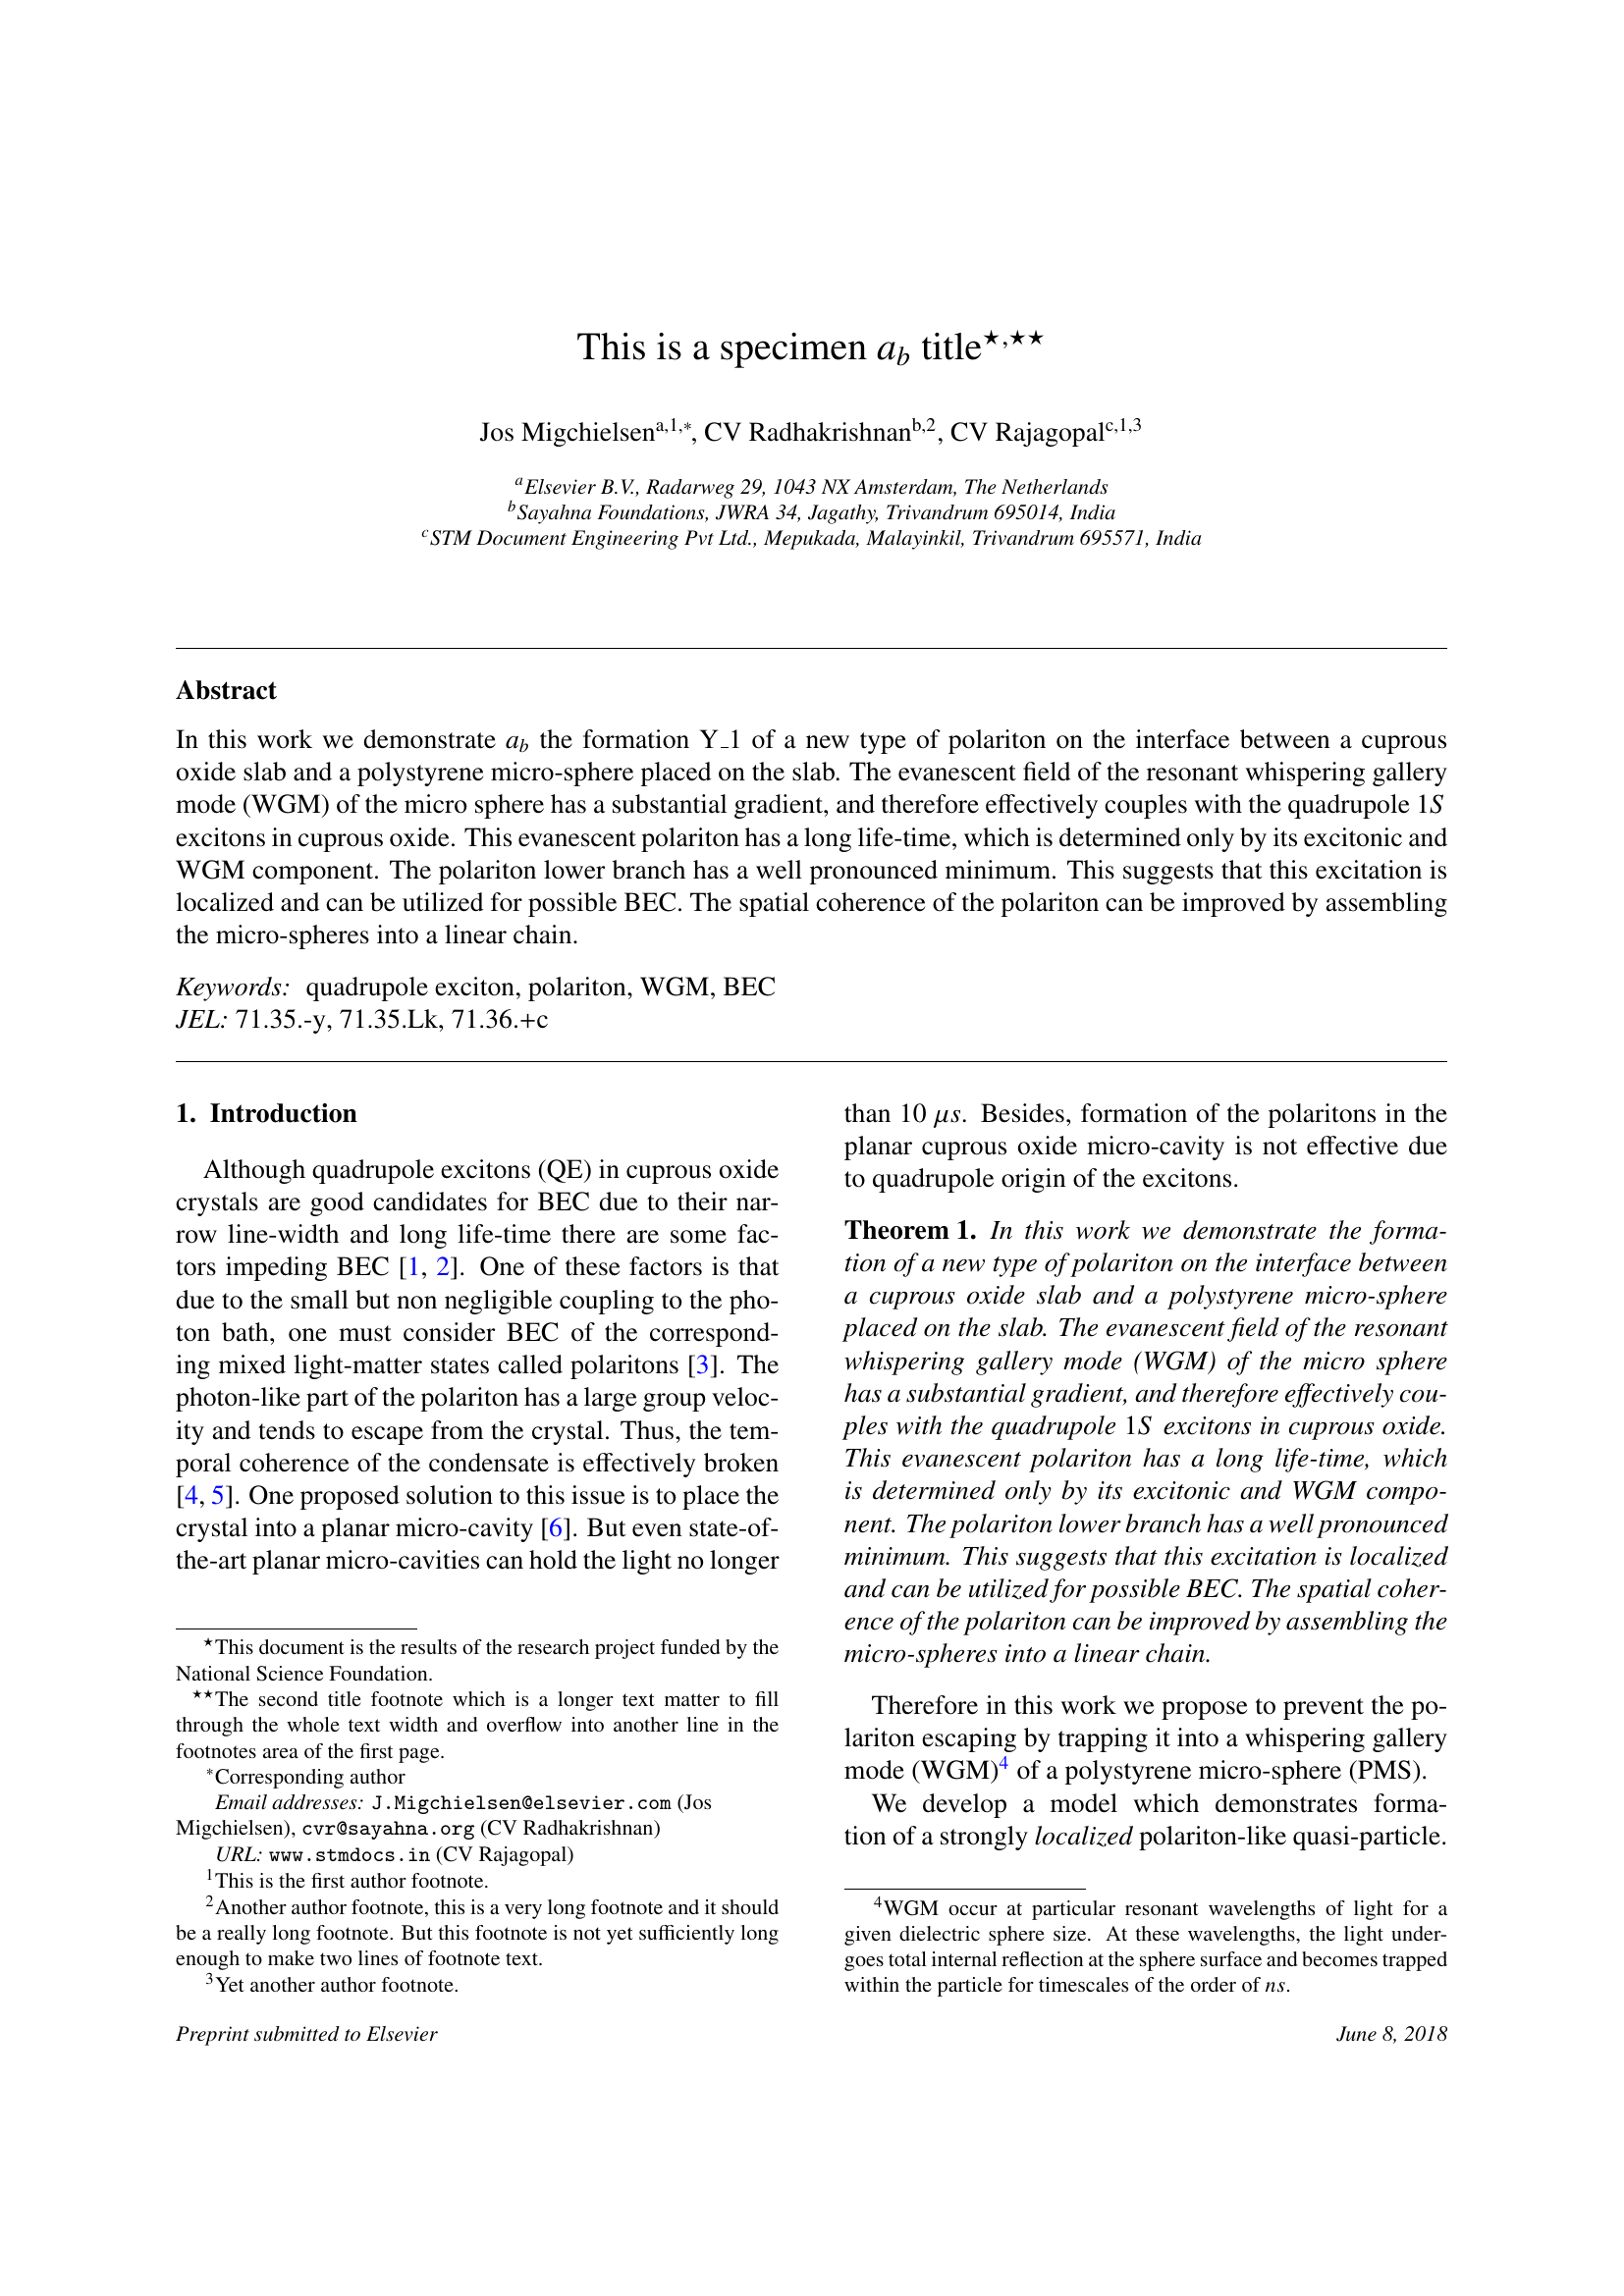 This is a specimen a_b title★,★★
Jos Migchielsen^a,1,∗, CV Radhakrishnan^b,2, CV Rajagopal^c,1,3
^a Elsevier B.V., Radarweg 29, 1043 NX Amsterdam, The Netherlands
^b Sayahna Foundations, JWRA 34, Jagathy, Trivandrum 695014, India
^c STM Document Engineering Pvt Ltd., Mepukada, Malayinkil, Trivandrum 695571, India
Abstract
In this work we demonstrate a_b the formation Y_1 of a new type of polariton on the interface between a cuprous
oxide slab and a polystyrene micro-sphere placed on the slab. The evanescent field of the resonant whispering gallery
mode (WGM) of the micro sphere has a substantial gradient, and therefore effectively couples with the quadrupole 1S
excitons in cuprous oxide. This evanescent polariton has a long life-time, which is determined only by its excitonic and
WGM component. The polariton lower branch has a well pronounced minimum. This suggests that this excitation is
localized and can be utilized for possible BEC. The spatial coherence of the polariton can be improved by assembling
the micro-spheres into a linear chain.
Keywords: quadrupole exciton, polariton, WGM, BEC
JEL: 71.35.-y, 71.35.Lk, 71.36.+c
1. Introduction
Although quadrupole excitons (QE) in cuprous oxide
crystals are good candidates for BEC due to their nar-
row line-width and long life-time there are some fac-
tors impeding BEC [1, 2]. One of these factors is that
due to the small but non negligible coupling to the pho-
ton bath, one must consider BEC of the correspond-
ing mixed light-matter states called polaritons [3]. The
photon-like part of the polariton has a large group veloc-
ity and tends to escape from the crystal. Thus, the tem-
poral coherence of the condensate is effectively broken
[4, 5]. One proposed solution to this issue is to place the
crystal into a planar micro-cavity [6]. But even state-of-
the-art planar micro-cavities can hold the light no longer
★This document is the results of the research project funded by the
National Science Foundation.
★★The second title footnote which is a longer text matter to fill
through the whole text width and overflow into another line in the
footnotes area of the first page.
∗Corresponding author
Email addresses: J.Migchielsen@elsevier.com (Jos
Migchielsen), cvr@sayahna.org (CV Radhakrishnan)
URL: www.stmdocs.in (CV Rajagopal)
1This is the first author footnote.
2Another author footnote, this is a very long footnote and it should
be a really long footnote. But this footnote is not yet sufficiently long
enough to make two lines of footnote text.
3Yet another author footnote.
than 10 μs. Besides, formation of the polaritons in the
planar cuprous oxide micro-cavity is not effective due
to quadrupole origin of the excitons.
Theorem 1. In this work we demonstrate the forma-
tion of a new type of polariton on the interface between
a cuprous oxide slab and a polystyrene micro-sphere
placed on the slab. The evanescent field of the resonant
whispering gallery mode (WGM) of the micro sphere
has a substantial gradient, and therefore effectively cou-
ples with the quadrupole 1S excitons in cuprous oxide.
This evanescent polariton has a long life-time, which
is determined only by its excitonic and WGM compo-
nent. The polariton lower branch has a well pronounced
minimum. This suggests that this excitation is localized
and can be utilized for possible BEC. The spatial coher-
ence of the polariton can be improved by assembling the
micro-spheres into a linear chain.
Therefore in this work we propose to prevent the po-
lariton escaping by trapping it into a whispering gallery
mode (WGM)4 of a polystyrene micro-sphere (PMS).
We develop a model which demonstrates forma-
tion of a strongly localized polariton-like quasi-particle.
4WGM occur at particular resonant wavelengths of light for a
given dielectric sphere size. At these wavelengths, the light under-
goes total internal reflection at the sphere surface and becomes trapped
within the particle for timescales of the order of ns.
Preprint submitted to Elsevier
June 8, 2018